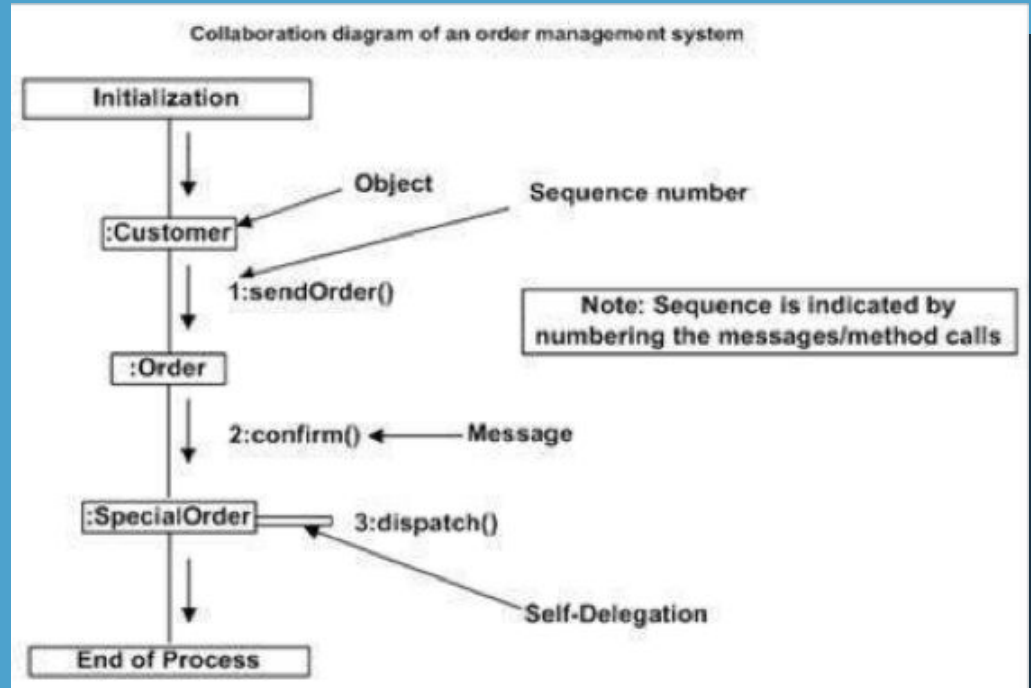 Collaboration diagram of an order management system
Initialization
Object
Sequence number
:Customer
1:sendOrder()
Note: Sequence is indicated by
numbering the messages/method calls
:Order
2:confirm()
Message
:SpecialOrder
3:dispatch()
Self-Delegation
End of Process